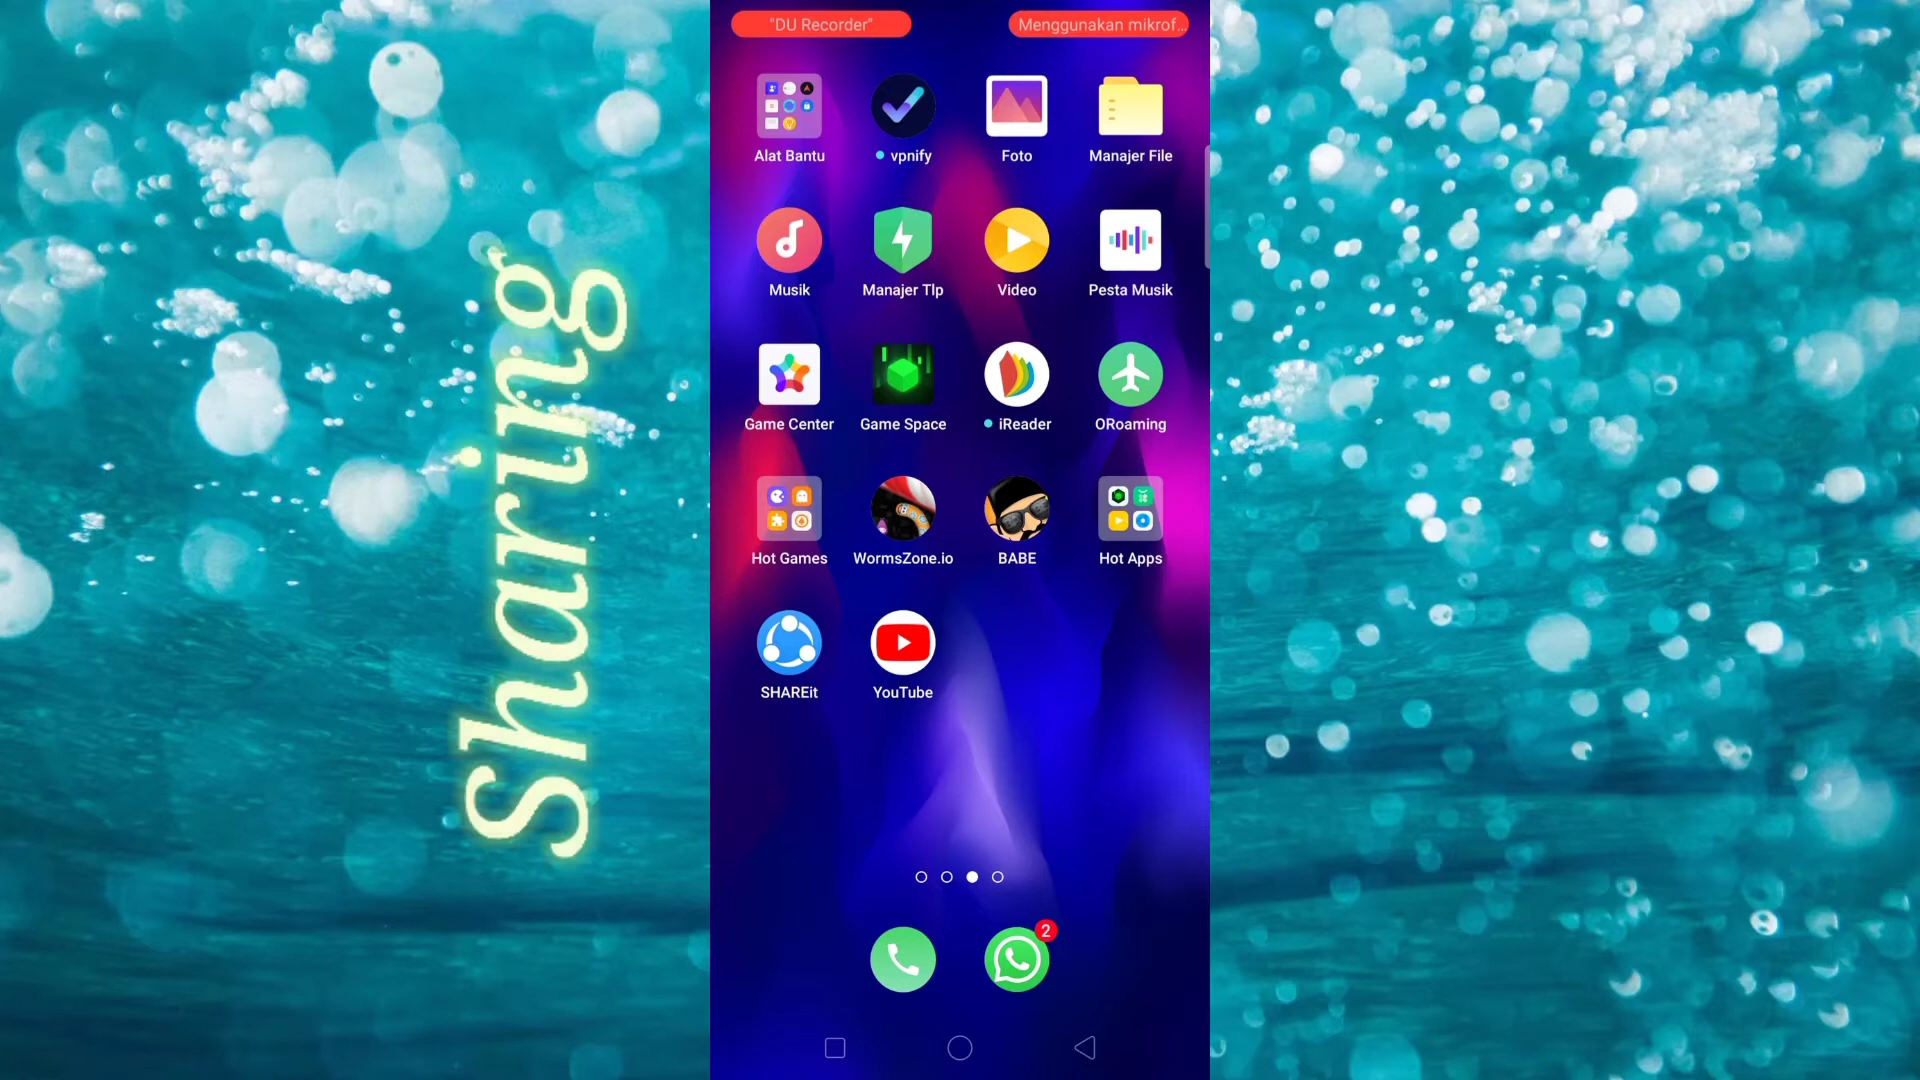 Sharing
"DU Recorder"
Menggunakan mikrof...
Alat Bantu
vpnify
Foto
Manajer File
Musik
Manajer Tlp
Video
Pesta Musik
Game Center
Game Space
iReader
ORoaming
Hot Games
WormsZone.io
BABE
Hot Apps
SHAREit
YouTube
2